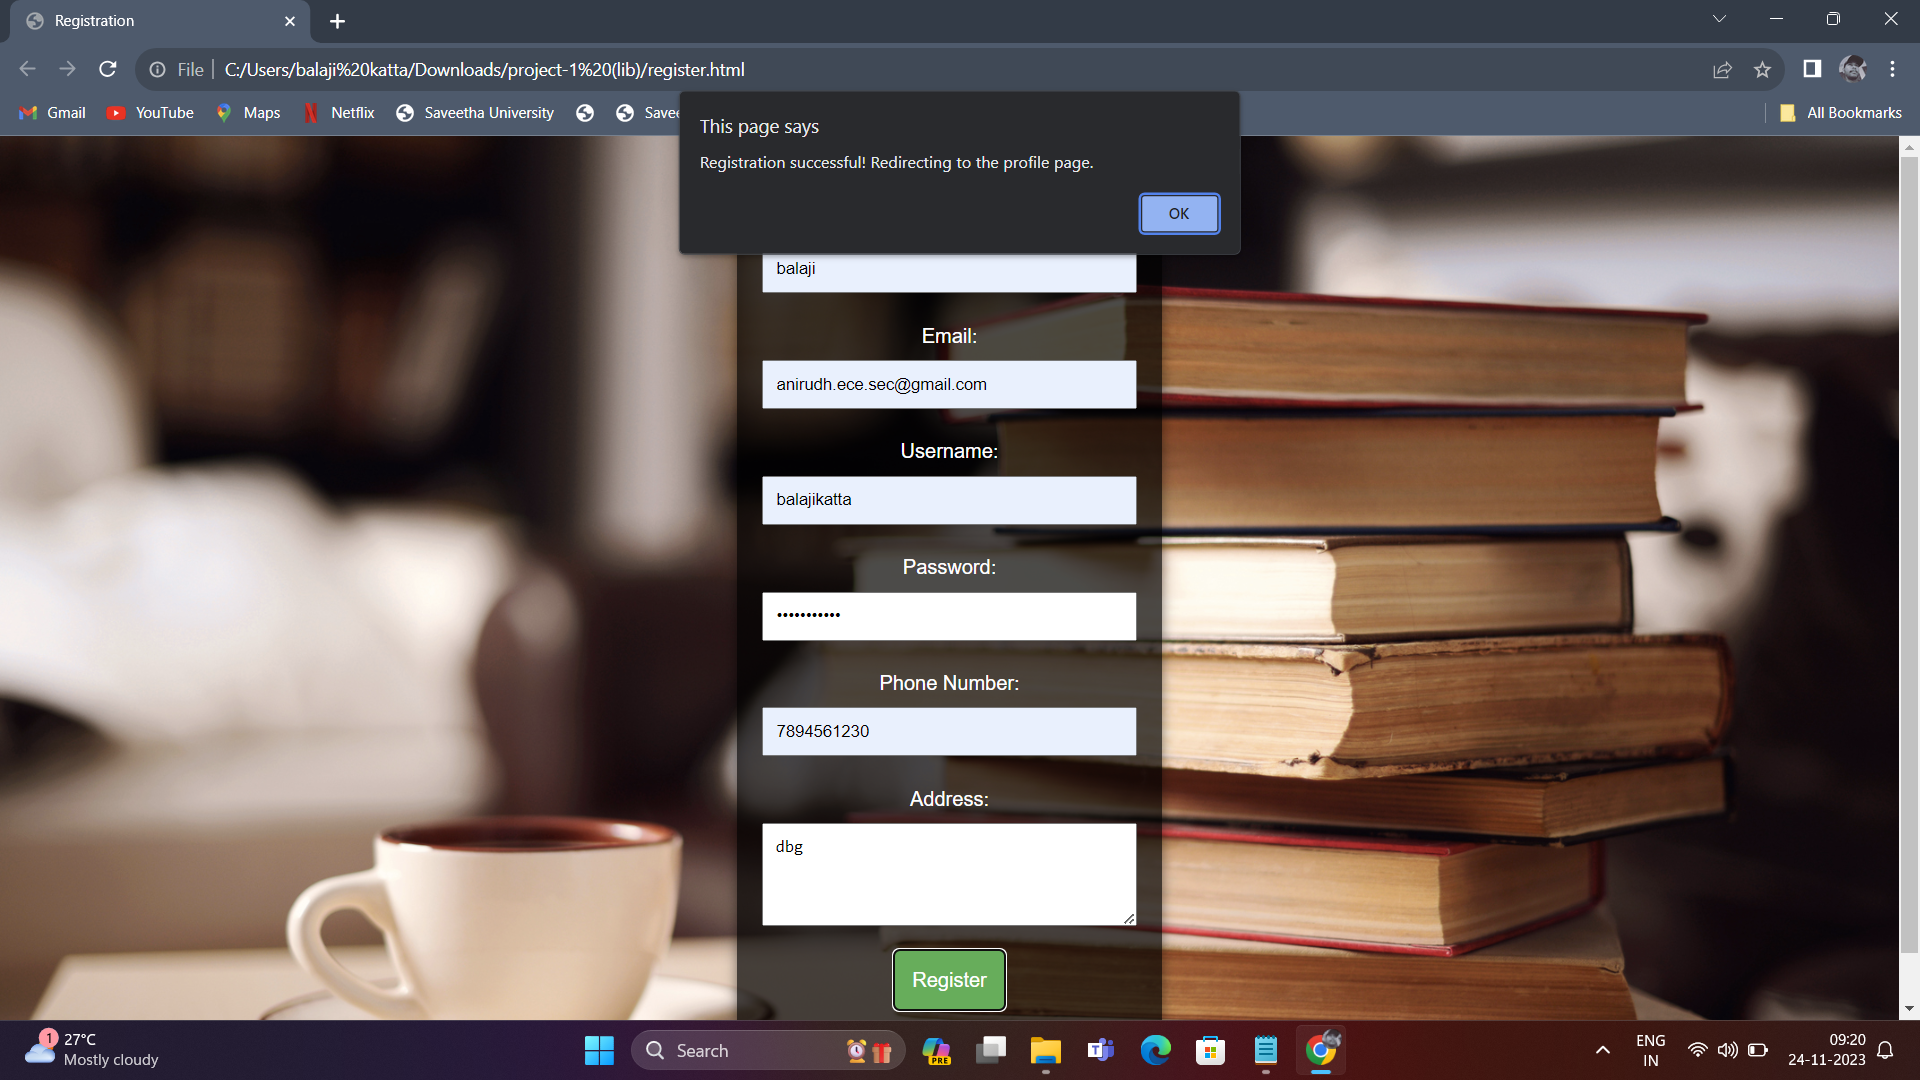 Registration
File
C:/Users/balaji%20katta/Downloads/project-1%20(lib)/register.html
Gmail
YouTube
Maps
Netflix
Saveetha University
Savee
All Bookmarks
This page says
Registration successful! Redirecting to the profile page.
OK
balaji
Email:
anirudh.ece.sec@gmail.com
Username:
balajikatta
Password:
•••••••••••
Phone Number:
7894561230
Address:
dbg
Register
1
27°C
Mostly cloudy
Search
PRE
ENG
IN
09:20
24-11-2023